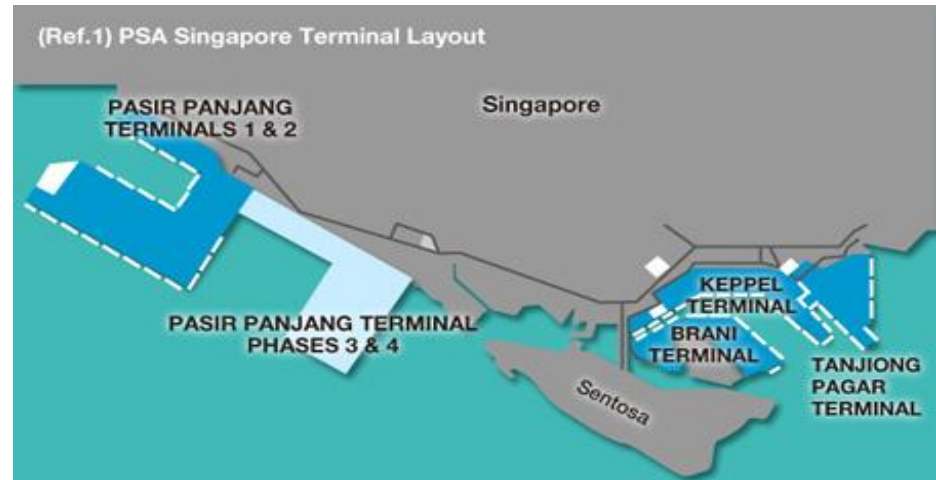 (Ref.1) PSA Singapore Terminal Layout
PASIR PANJANG
TERMINALS 1 & 2
Singapore
KEPPEL
TERMINAL
PASIR PANJANG TERMINAL
PHASES 3 & 4
BRANI
TERMINAL
TANJIONG
PAGAR
TERMINAL
Sentosa